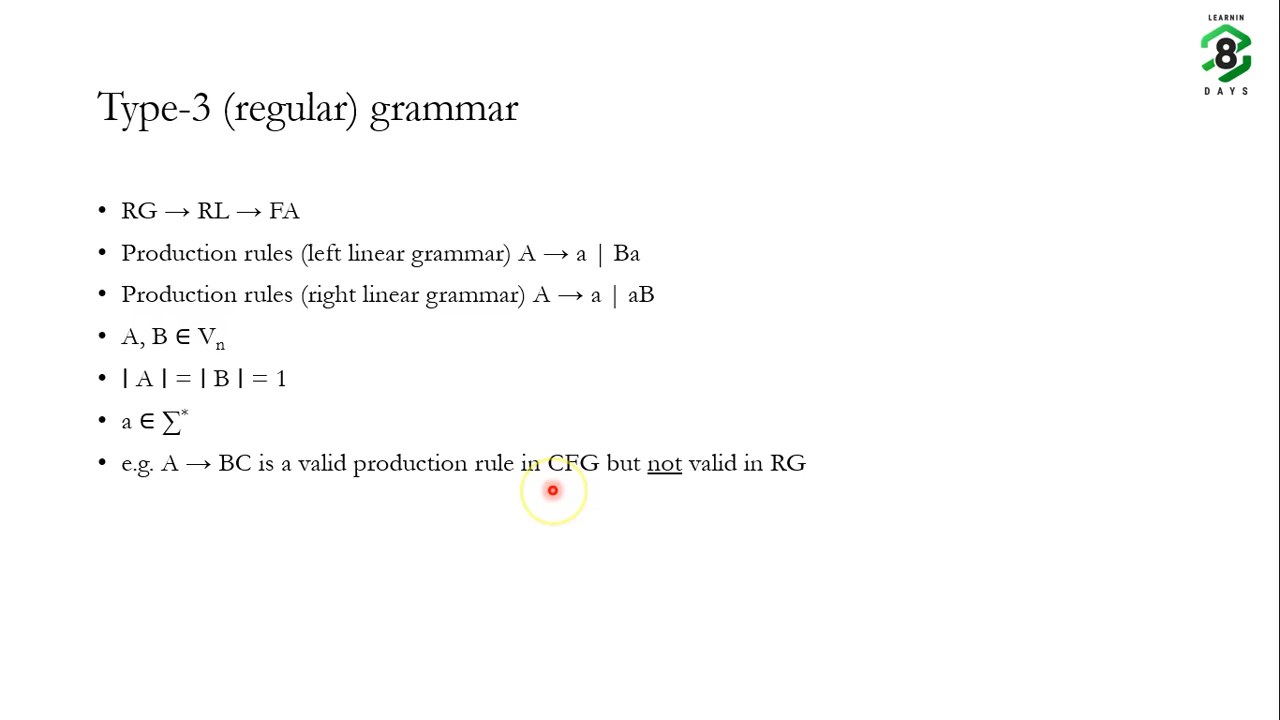 LEARNIN
8
DAYS
Type-3 (regular) grammar
• RG → RL → FA
• Production rules (left linear grammar) A → a | Ba
• Production rules (right linear grammar) A → a | aB
• A, B ∈ Vₙ
• | A | = | B | = 1
• a ∈ ∑*
• e.g. A → BC is a valid production rule in CFG but not valid in RG